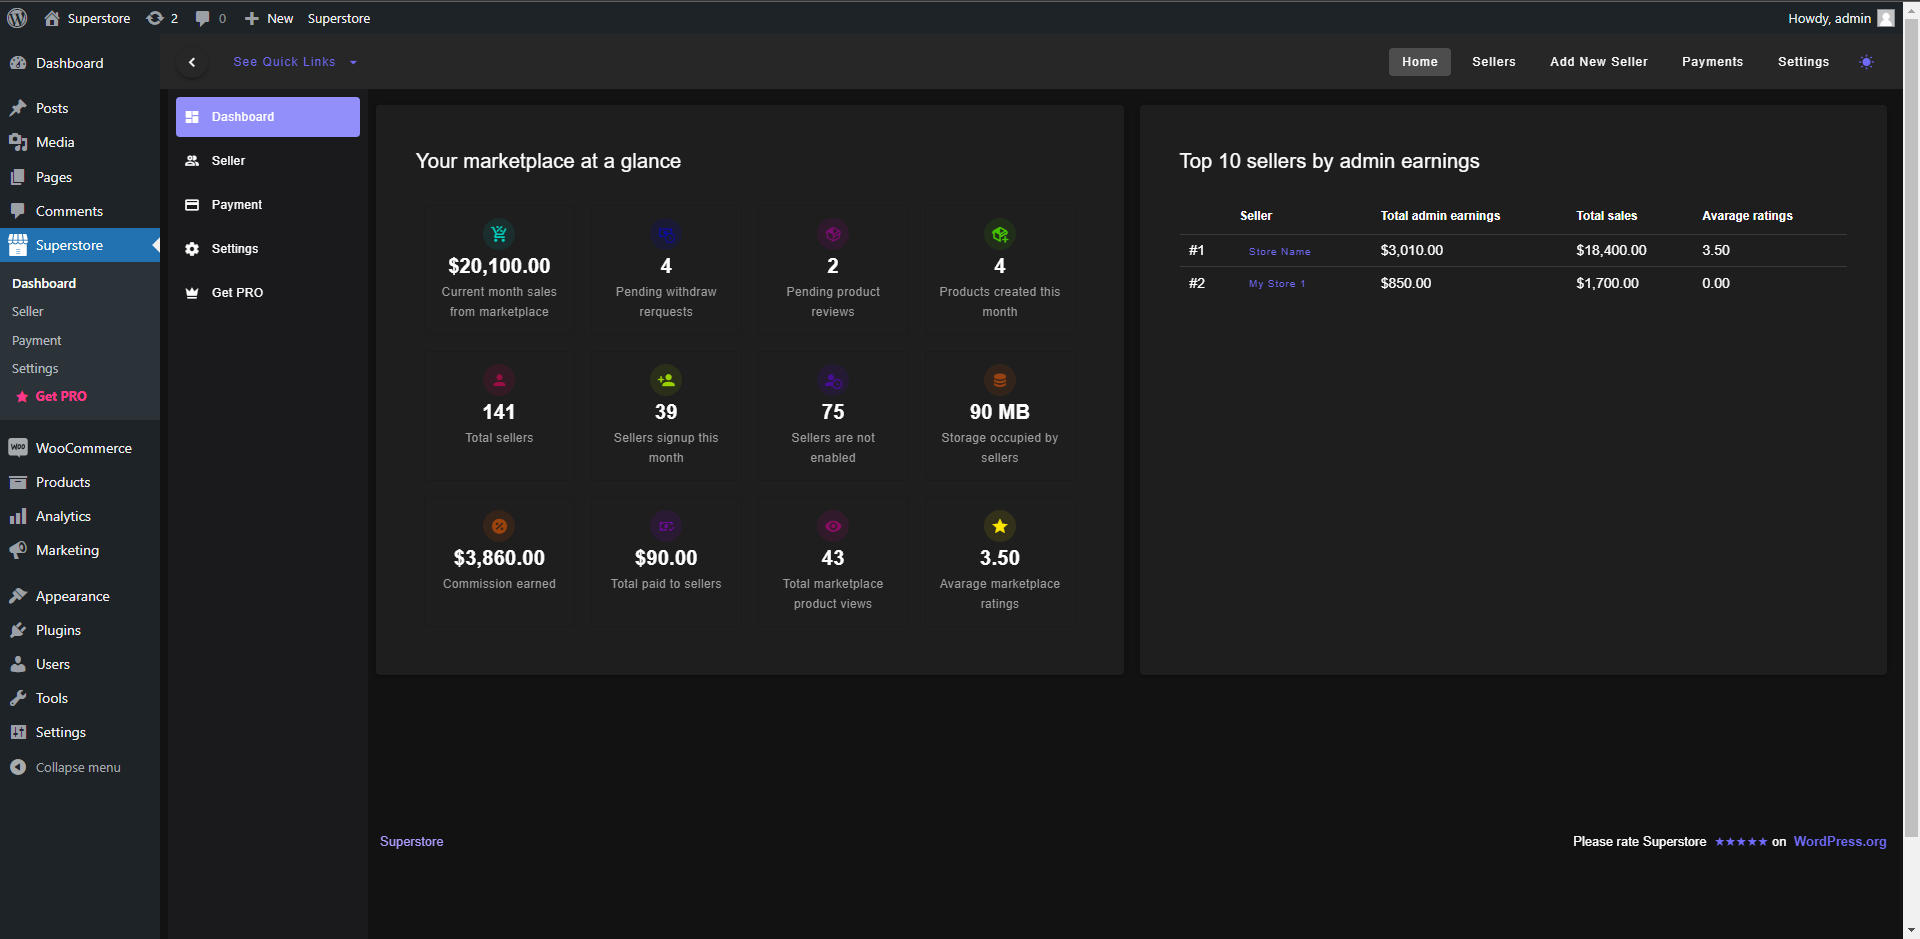 Superstore
2
0
New
Superstore
Howdy, admin
Dashboard
Posts
Media
Pages
Comments
Superstore
Dashboard
Seller
Payment
Settings
Get PRO
WooCommerce
Products
Analytics
Marketing
Appearance
Plugins
Users
Tools
Settings
Collapse menu
See Quick Links
Home
Sellers
Add New Seller
Payments
Settings
Dashboard
Seller
Payment
Settings
Get PRO
Your marketplace at a glance
$20,100.00
Current month sales
from marketplace
4
Pending withdraw
rerquests
2
Pending product
reviews
4
Products created this
month
141
Total sellers
39
Sellers signup this
month
75
Sellers are not
enabled
90 MB
Storage occupied by
sellers
$3,860.00
Commission earned
$90.00
Total paid to sellers
43
Total marketplace
product views
3.50
Avarage marketplace
ratings
Top 10 sellers by admin earnings
Seller Total admin earnings Total sales Avarage ratings
#1 Store Name $3,010.00 $18,400.00 3.50
#2 My Store 1 $850.00 $1,700.00 0.00
Superstore
Please rate Superstore ★★★★★ on WordPress.org